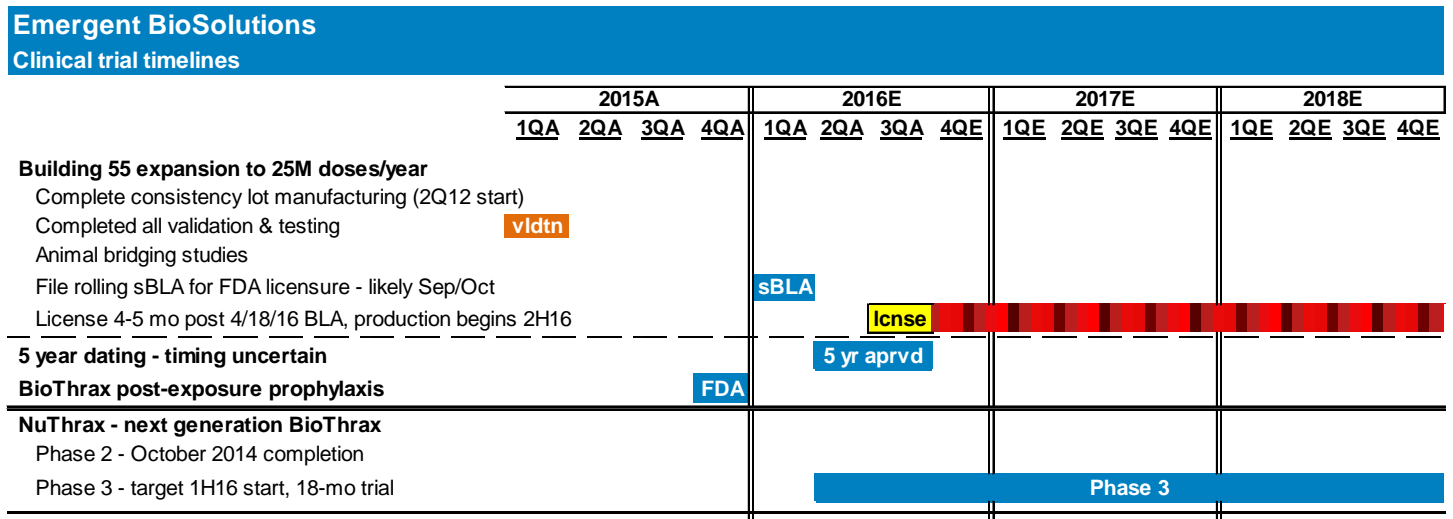 Emergent BioSolutions
Clinical trial timelines
2015A 2016E 2017E 2018E
1QA 2QA 3QA 4QA 1QA 2QA 3QA 4QE 1QE 2QE 3QE 4QE 1QE 2QE 3QE 4QE
Building 55 expansion to 25M doses/year
Complete consistency lot manufacturing (2Q12 start)
Completed all validation & testing vldtn
Animal bridging studies
File rolling sBLA for FDA licensure - likely Sep/Oct sBLA
License 4-5 mo post 4/18/16 BLA, production begins 2H16 lcnse
5 year dating - timing uncertain 5 yr aprvd
BioThrax post-exposure prophylaxis FDA
NuThrax - next generation BioThrax
Phase 2 - October 2014 completion
Phase 3 - target 1H16 start, 18-mo trial Phase 3